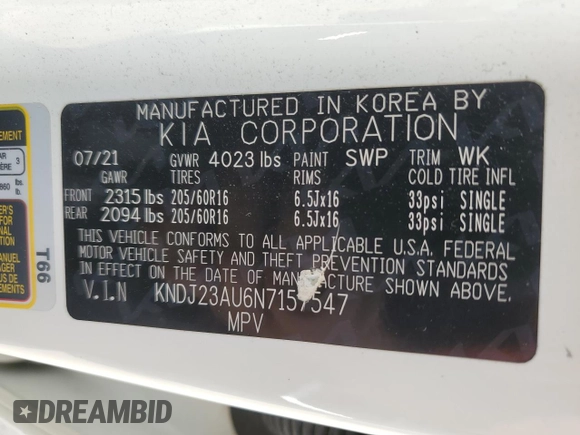 MANUFACTURED IN KOREA BY
KIA CORPORATION
07/21 GVWR 4023 lbs PAINT SWP TRIM WK
GAWR TIRES RIMS COLD TIRE INFL
FRONT 2315 lbs 205/60R16 6.5Jx16 33psi SINGLE
REAR 2094 lbs 205/60R16 6.5Jx16 33psi SINGLE
THIS VEHICLE CONFORMS TO ALL APPLICABLE U.S.A. FEDERAL
MOTOR VEHICLE SAFETY AND THEFT PREVENTION STANDARDS
IN EFFECT ON THE DATE OF MANUFACTURE SHOWN ABOVE.
V.I.N KNDJ23AU6N7157547
MPV
T66
3
lbs.
DREAMBID